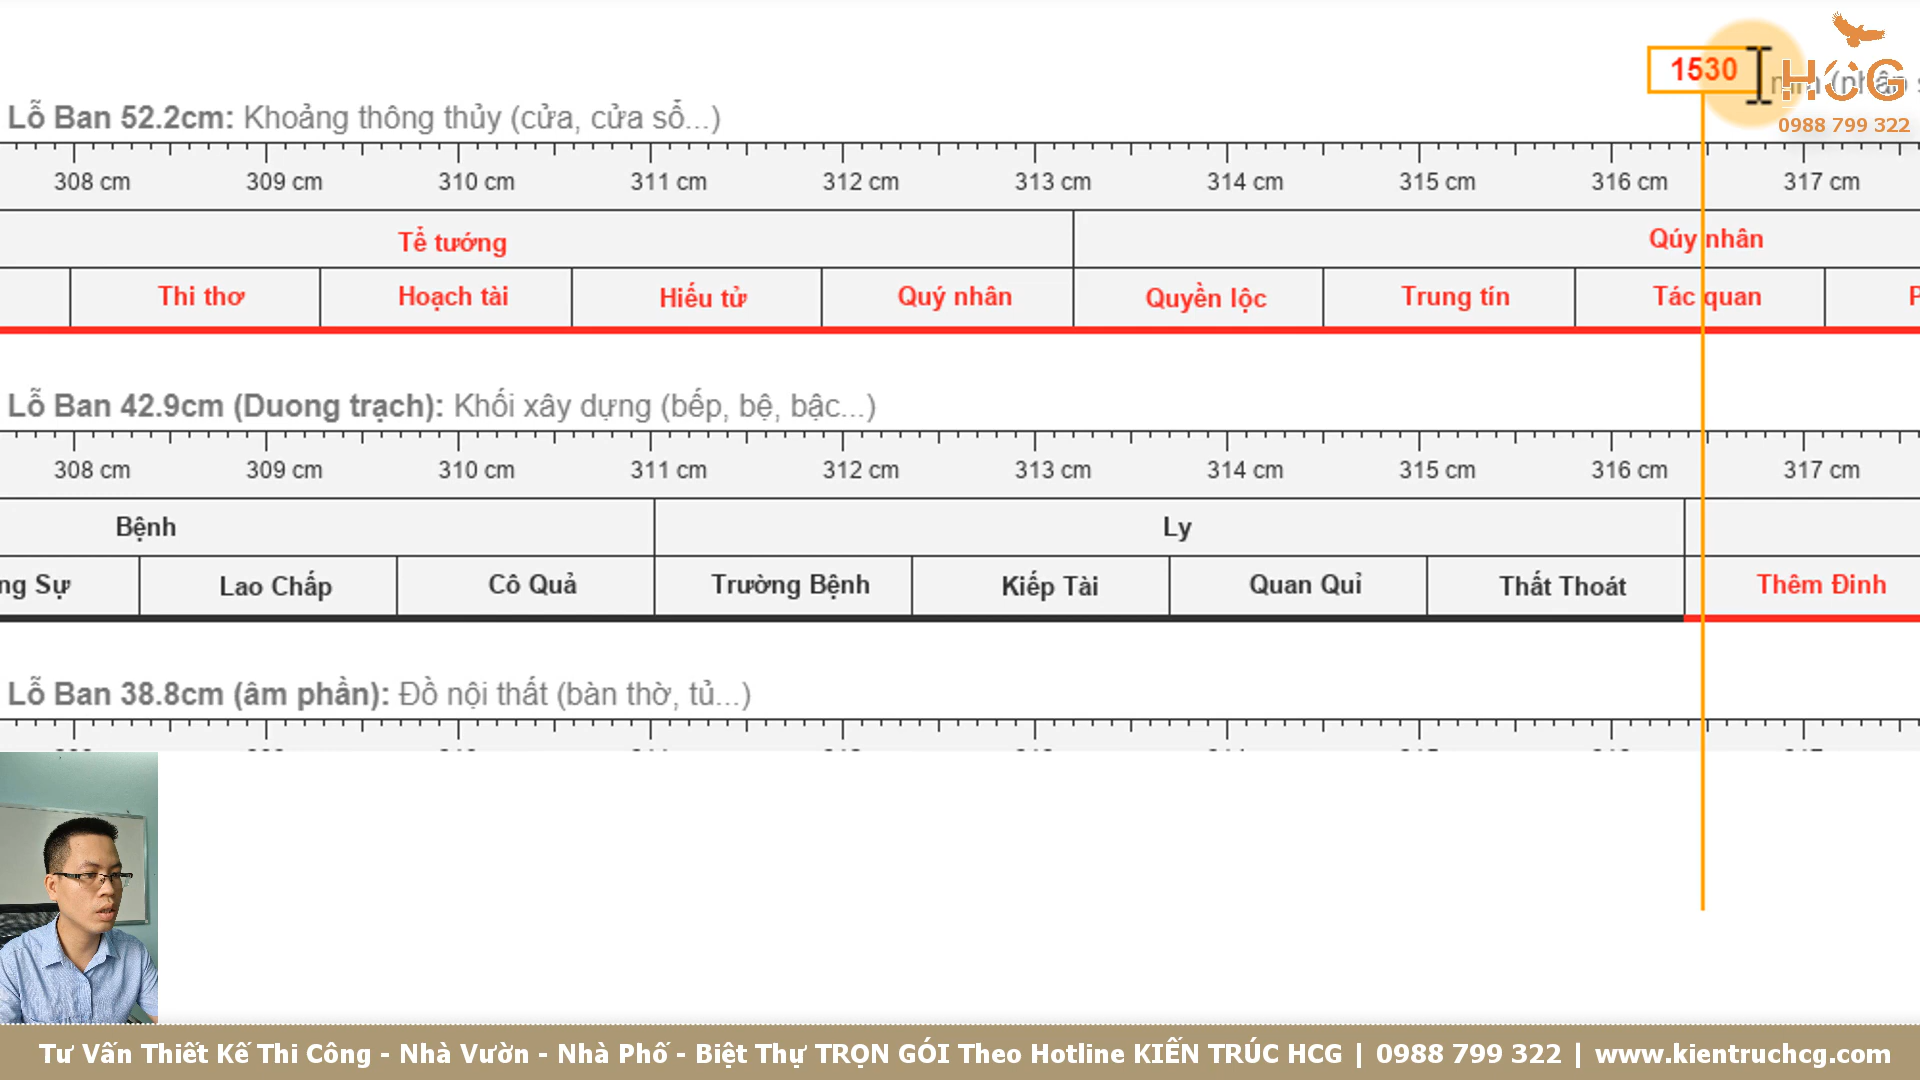 1530
HCG
0988 799 322
Lỗ Ban 52.2cm: Khoảng thông thủy (cửa, cửa sổ...)
308 cm 309 cm 310 cm 311 cm 312 cm 313 cm 314 cm 315 cm 316 cm 317 cm
Tể tướng Qúy nhân
Thi thơ Hoạch tài Hiếu tử Quý nhân Quyền lộc Trung tín Tác quan
Lỗ Ban 42.9cm (Duong trạch): Khối xây dựng (bếp, bệ, bậc...)
308 cm 309 cm 310 cm 311 cm 312 cm 313 cm 314 cm 315 cm 316 cm 317 cm
Bệnh Ly
ng Sự Lao Chấp Cô Quả Trường Bệnh Kiếp Tài Quan Quỉ Thất Thoát Thêm Đinh
Lỗ Ban 38.8cm (âm phần): Đồ nội thất (bàn thờ, tủ...)
Tư Vấn Thiết Kế Thi Công - Nhà Vườn - Nhà Phố - Biệt Thự TRỌN GÓI Theo Hotline KIẾN TRÚC HCG | 0988 799 322 | www.kientruchcg.com